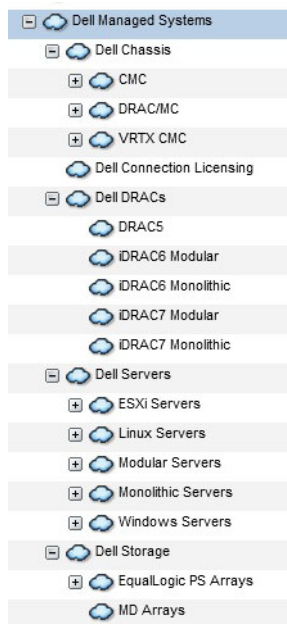 Dell Managed Systems
Dell Chassis
CMC
DRAC/MC
VRTX CMC
Dell Connection Licensing
Dell DRACs
DRAC5
iDRAC6 Modular
iDRAC6 Monolithic
iDRAC7 Modular
iDRAC7 Monolithic
Dell Servers
ESXi Servers
Linux Servers
Modular Servers
Monolithic Servers
Windows Servers
Dell Storage
EqualLogic PS Arrays
MD Arrays